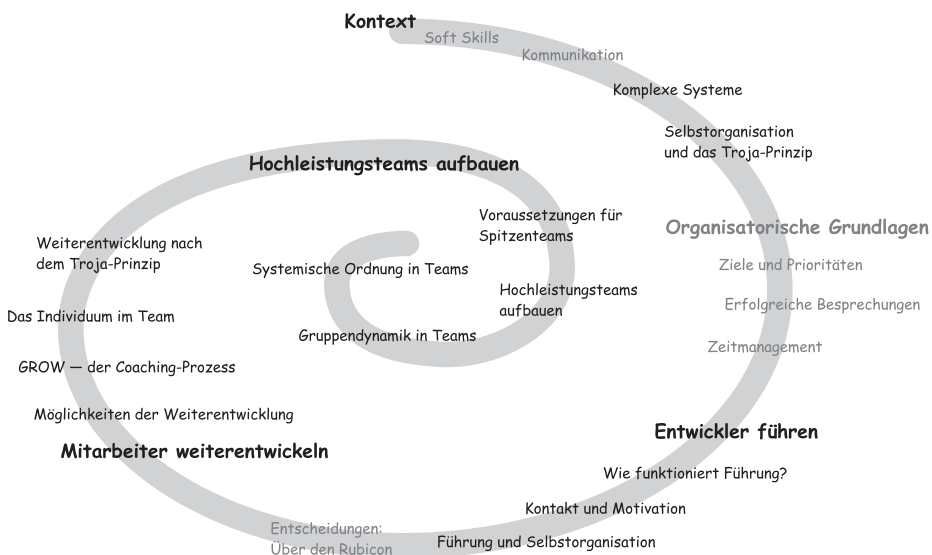 Kontext
Soft Skills
Kommunikation
Komplexe Systeme
Selbstorganisation
und das Troja-Prinzip
Organisatorische Grundlagen
Ziele und Prioritäten
Erfolgreiche Besprechungen
Zeitmanagement
Entwickler führen
Wie funktioniert Führung?
Kontakt und Motivation
Führung und Selbstorganisation
Entscheidungen:
Über den Rubicon
Mitarbeiter weiterentwickeln
Möglichkeiten der Weiterentwicklung
GROW — der Coaching-Prozess
Das Individuum im Team
Weiterentwicklung nach
dem Troja-Prinzip
Hochleistungsteams aufbauen
Voraussetzungen für
Spitzenteams
Hochleistungsteams
aufbauen
Gruppendynamik in Teams
Systemische Ordnung in Teams